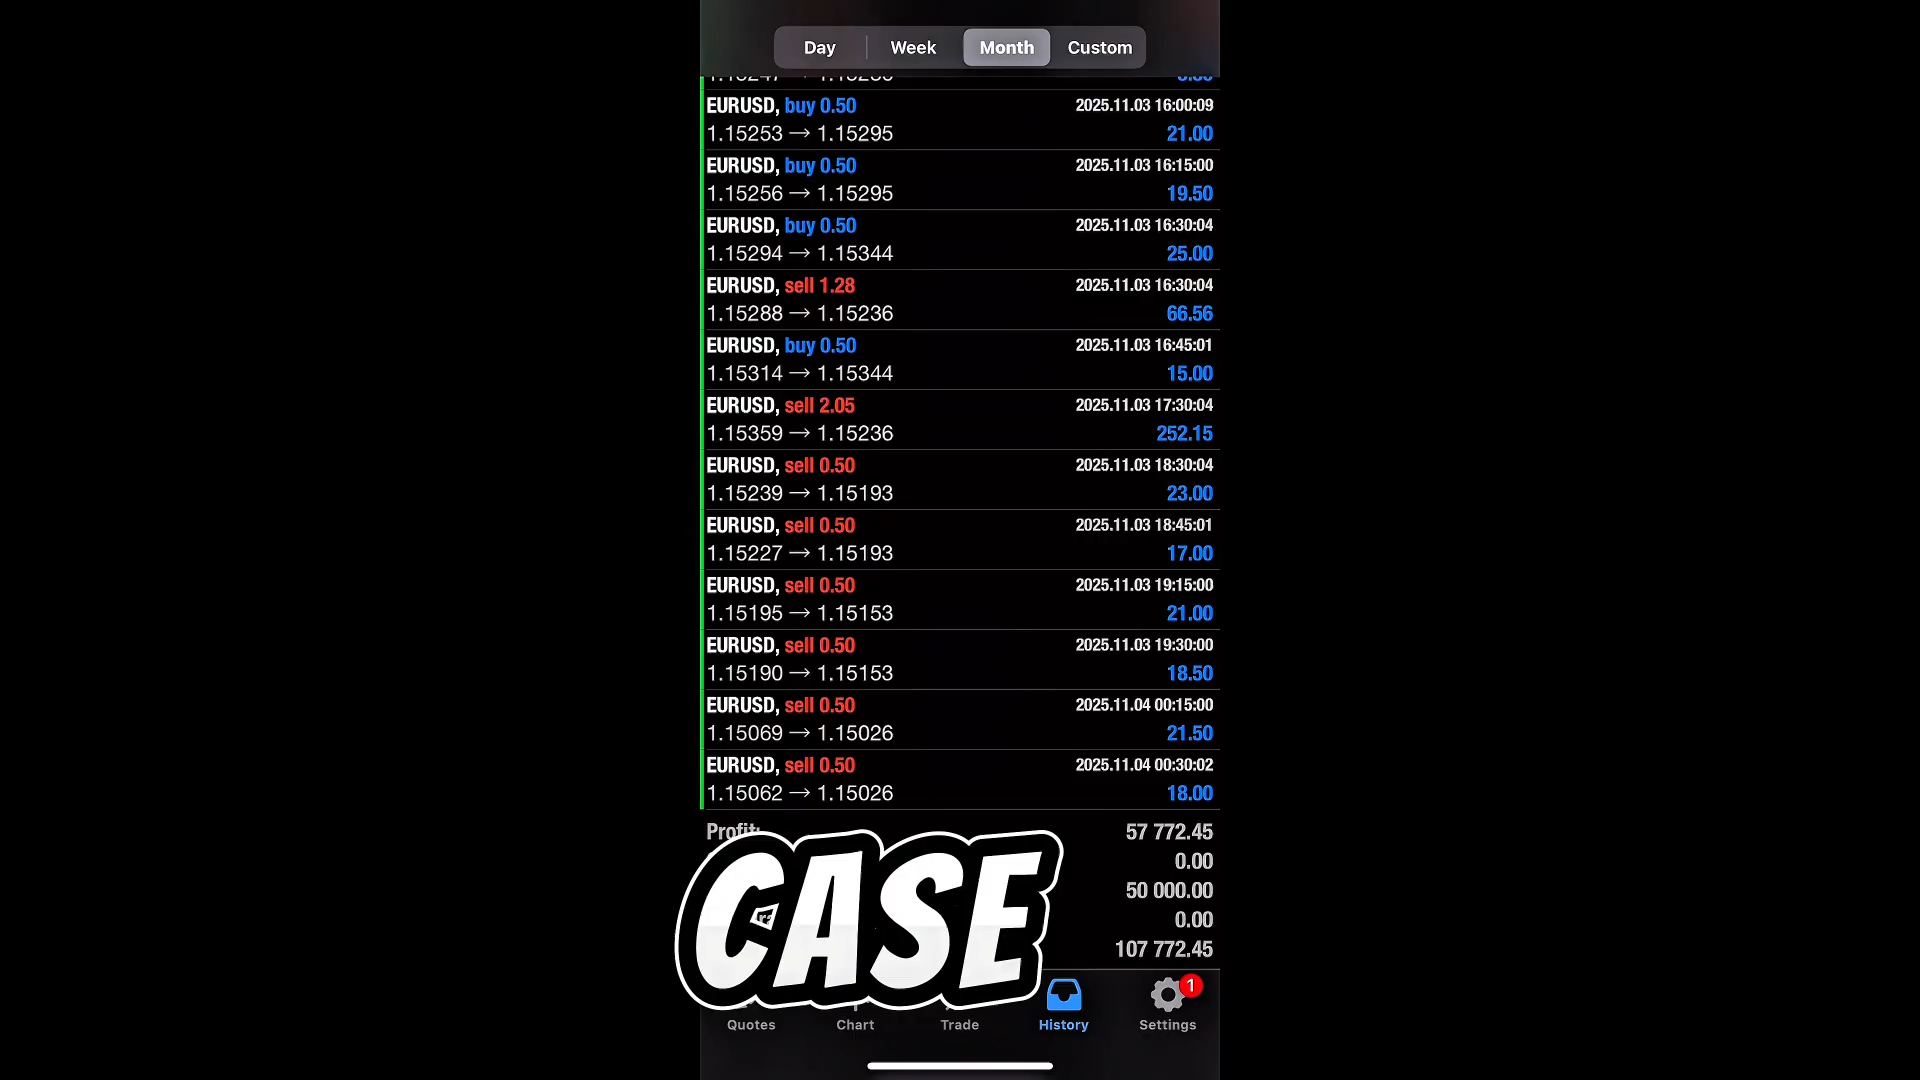 Day Week Month Custom
EURUSD, buy 0.50 2025.11.03 16:00:09
1.15253 → 1.15295 21.00
EURUSD, buy 0.50 2025.11.03 16:15:00
1.15256 → 1.15295 19.50
EURUSD, buy 0.50 2025.11.03 16:30:04
1.15294 → 1.15344 25.00
EURUSD, sell 1.28 2025.11.03 16:30:04
1.15288 → 1.15236 66.56
EURUSD, buy 0.50 2025.11.03 16:45:01
1.15314 → 1.15344 15.00
EURUSD, sell 2.05 2025.11.03 17:30:04
1.15359 → 1.15236 252.15
EURUSD, sell 0.50 2025.11.03 18:30:04
1.15239 → 1.15193 23.00
EURUSD, sell 0.50 2025.11.03 18:45:01
1.15227 → 1.15193 17.00
EURUSD, sell 0.50 2025.11.03 19:15:00
1.15195 → 1.15153 21.00
EURUSD, sell 0.50 2025.11.03 19:30:00
1.15190 → 1.15153 18.50
EURUSD, sell 0.50 2025.11.04 00:15:00
1.15069 → 1.15026 21.50
EURUSD, sell 0.50 2025.11.04 00:30:02
1.15062 → 1.15026 18.00
Profit: 57 772.45
0.00
50 000.00
0.00
107 772.45
CASE
1
Quotes Chart Trade History Settings